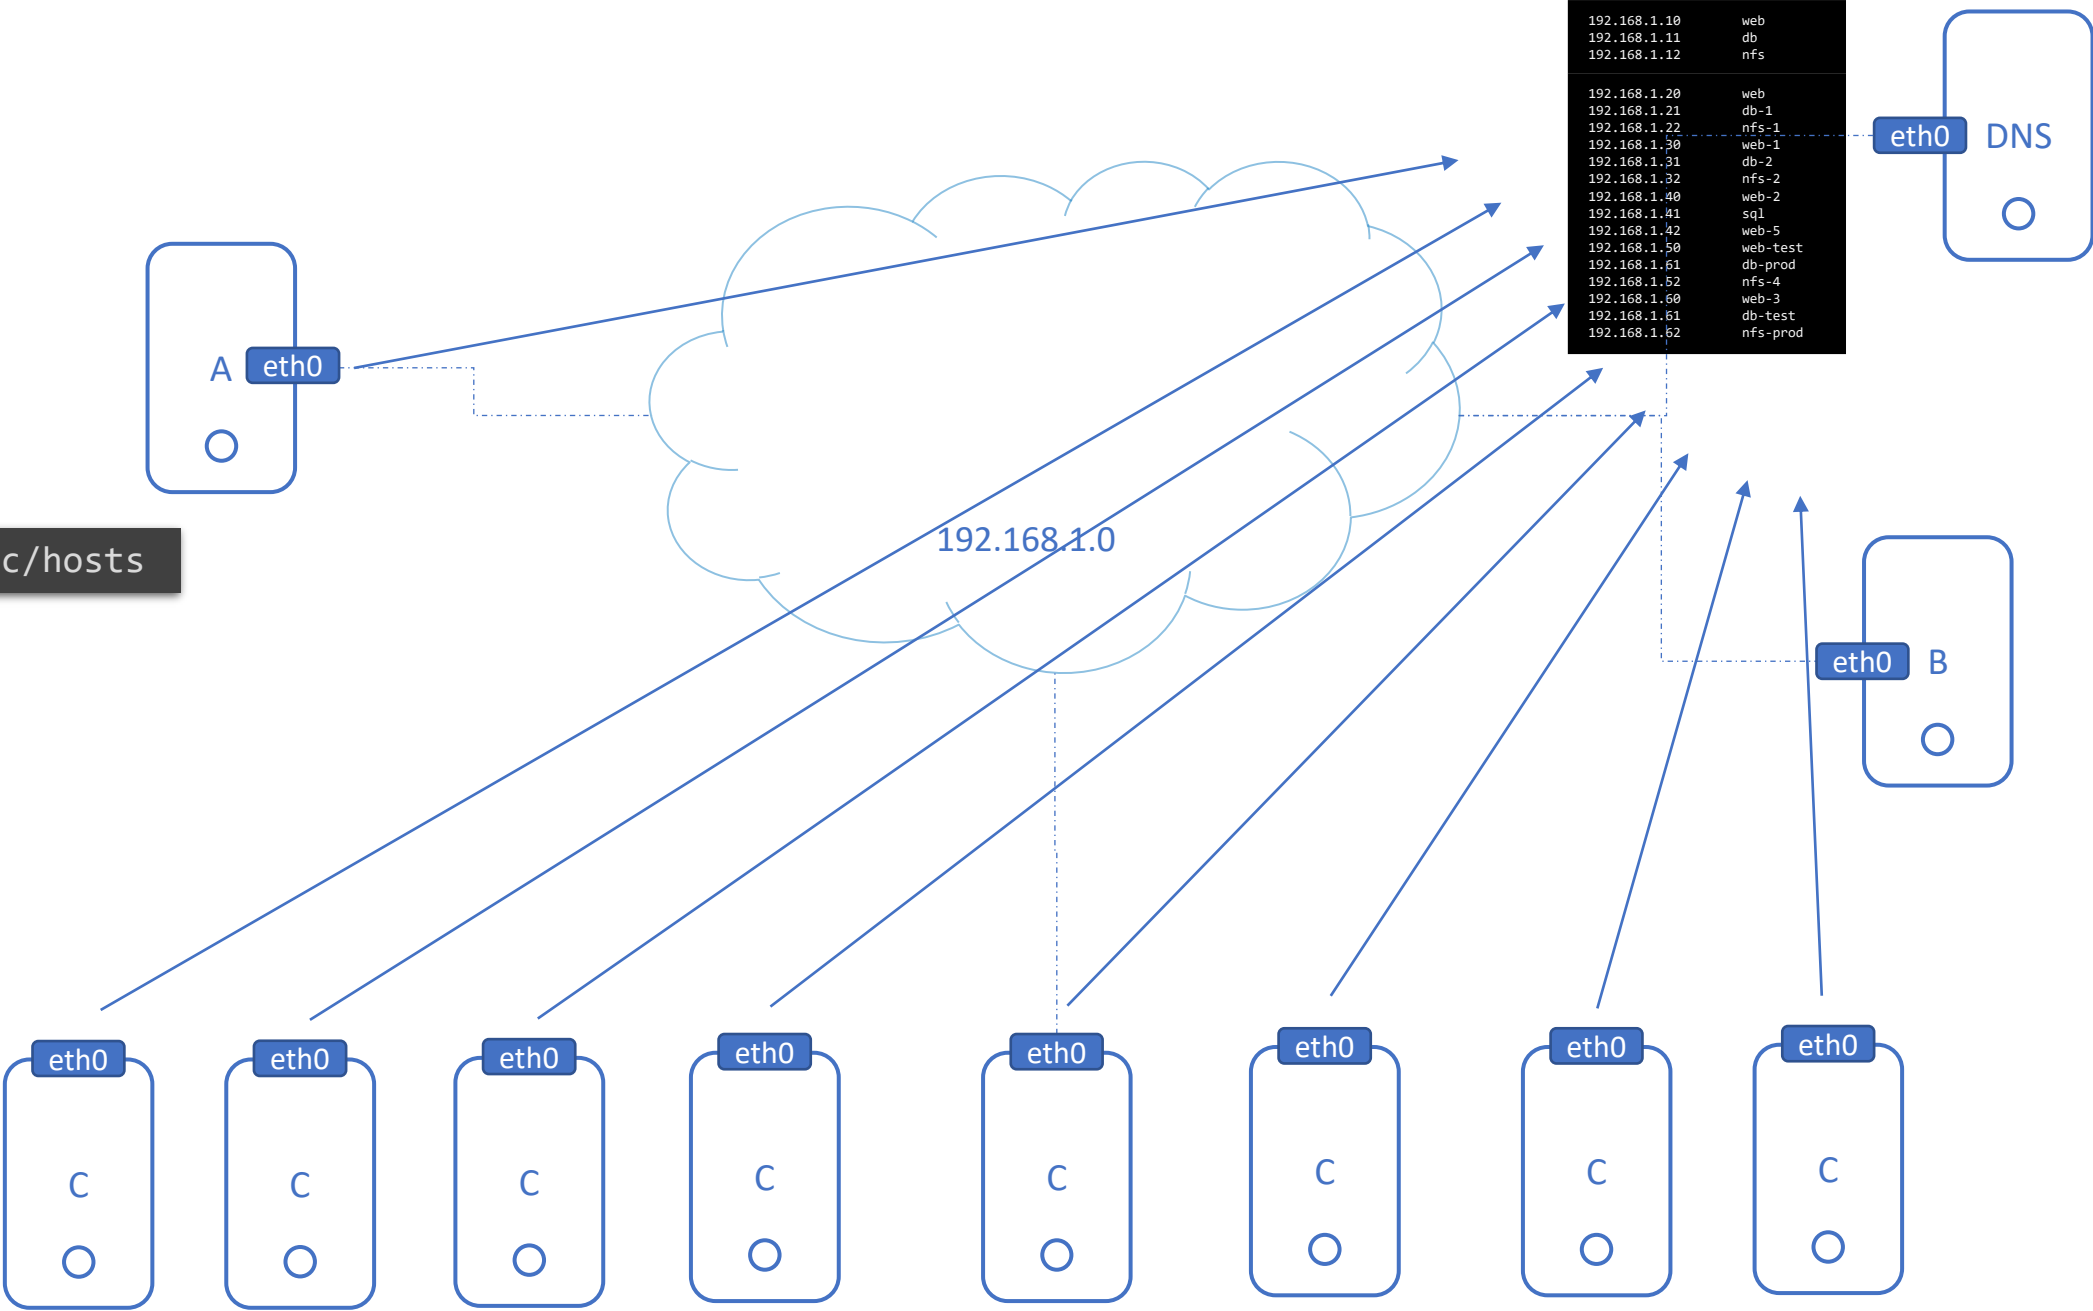 192.168.1.10 web
192.168.1.11 db
192.168.1.12 nfs
192.168.1.20 web
192.168.1.21 db-1
192.168.1.22 nfs-1
192.168.1.30 web-1
192.168.1.31 db-2
192.168.1.32 nfs-2
192.168.1.40 web-2
192.168.1.41 sql
192.168.1.42 web-5
192.168.1.50 web-test
192.168.1.61 db-prod
192.168.1.52 nfs-4
192.168.1.60 web-3
192.168.1.61 db-test
192.168.1.62 nfs-prod
eth0 DNS
A eth0
192.168.1.0
c/hosts
eth0 B
eth0
eth0
eth0
eth0
eth0
eth0
eth0
eth0
C
C
C
C
C
C
C
C